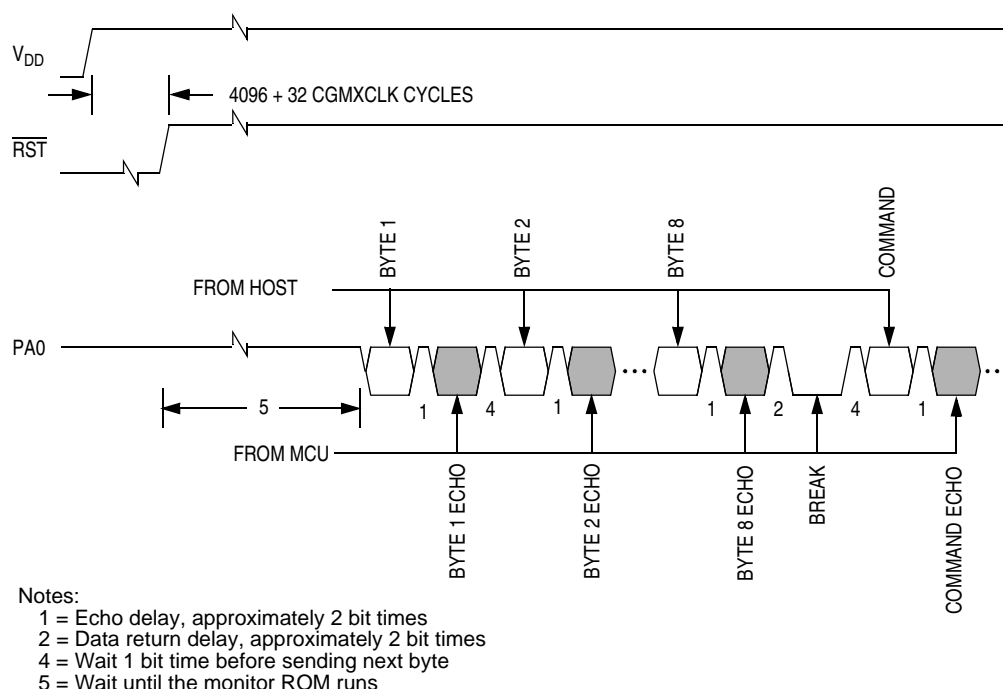 VDD
4096 + 32 CGMXCLK CYCLES
RST
BYTE 1
BYTE 2
BYTE 8
COMMAND
FROM HOST
PA0
5
1
4
1
1
2
4
1
FROM MCU
BYTE 1 ECHO
BYTE 2 ECHO
BYTE 8 ECHO
BREAK
COMMAND ECHO
Notes:
1 = Echo delay, approximately 2 bit times
2 = Data return delay, approximately 2 bit times
4 = Wait 1 bit time before sending next byte
5 = Wait until the monitor ROM runs